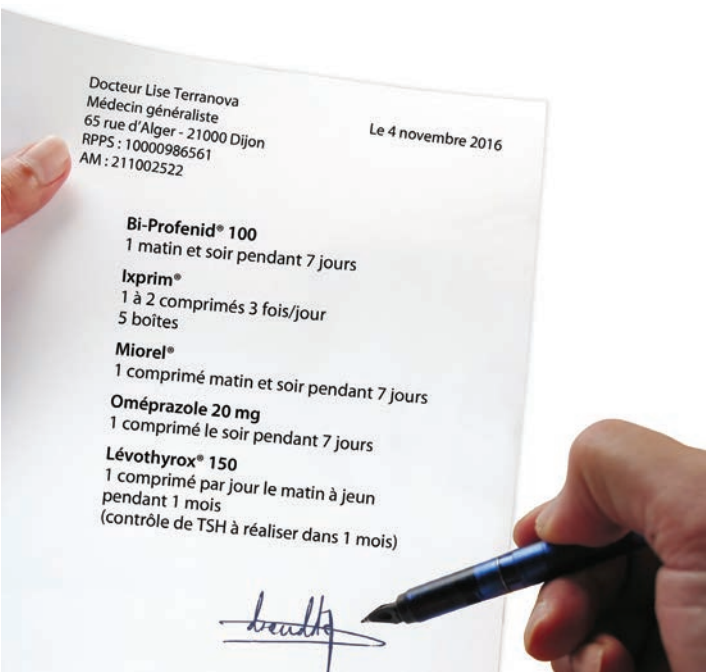 Docteur Lise Terranova
Médecin généraliste
65 rue d'Alger - 21000 Dijon
RPPS : 10000986561
AM : 211002522
Le 4 novembre 2016
Bi-Profenid® 100
1 matin et soir pendant 7 jours
Ixprim®
1 à 2 comprimés 3 fois/jour
5 boîtes
Miorel®
1 comprimé matin et soir pendant 7 jours
Oméprazole 20 mg
1 comprimé le soir pendant 7 jours
Lévothyrox® 150
1 comprimé par jour le matin à jeun
pendant 1 mois
(contrôle de TSH à réaliser dans 1 mois)